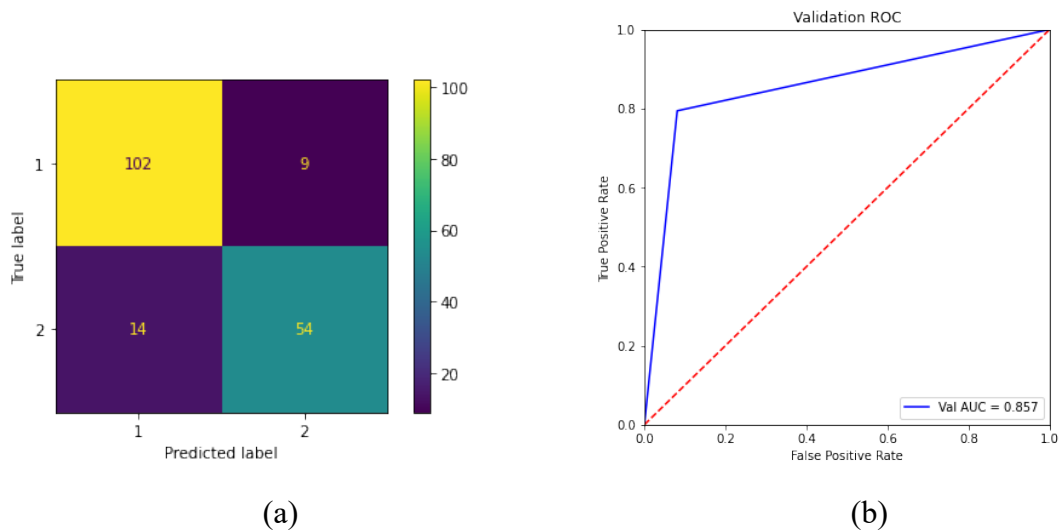 Validation ROC
100
80
60
40
20
1
2
102
9
14
54
True label
1
2
Predicted label
1.0
0.8
0.6
0.4
0.2
0.0
True Positive Rate
Val AUC = 0.857
0.0 0.2 0.4 0.6 0.8 1.0
False Positive Rate
(a)
(b)